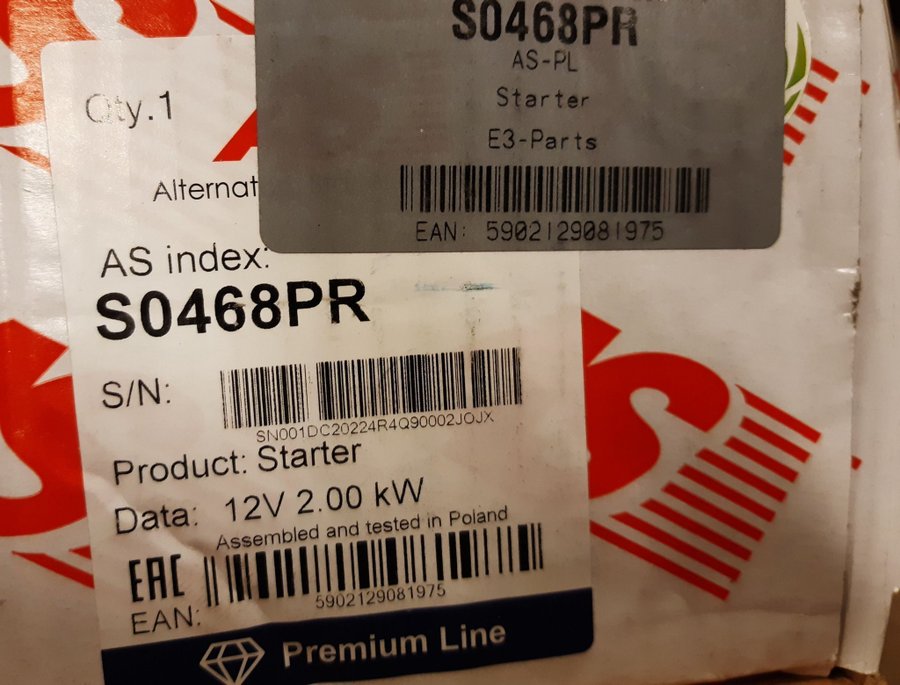 S0468PR
AS-PL
Starter
E3-Parts
EAN: 5902129081975
Qty.1
Alternat
AS index:
S0468PR
S/N:
SN001DC20224R4Q90002JOJX
Product: Starter
Data: 12V 2.00 kW
Assembled and tested in Poland
EAC
EAN:
5902129081975
Premium Line